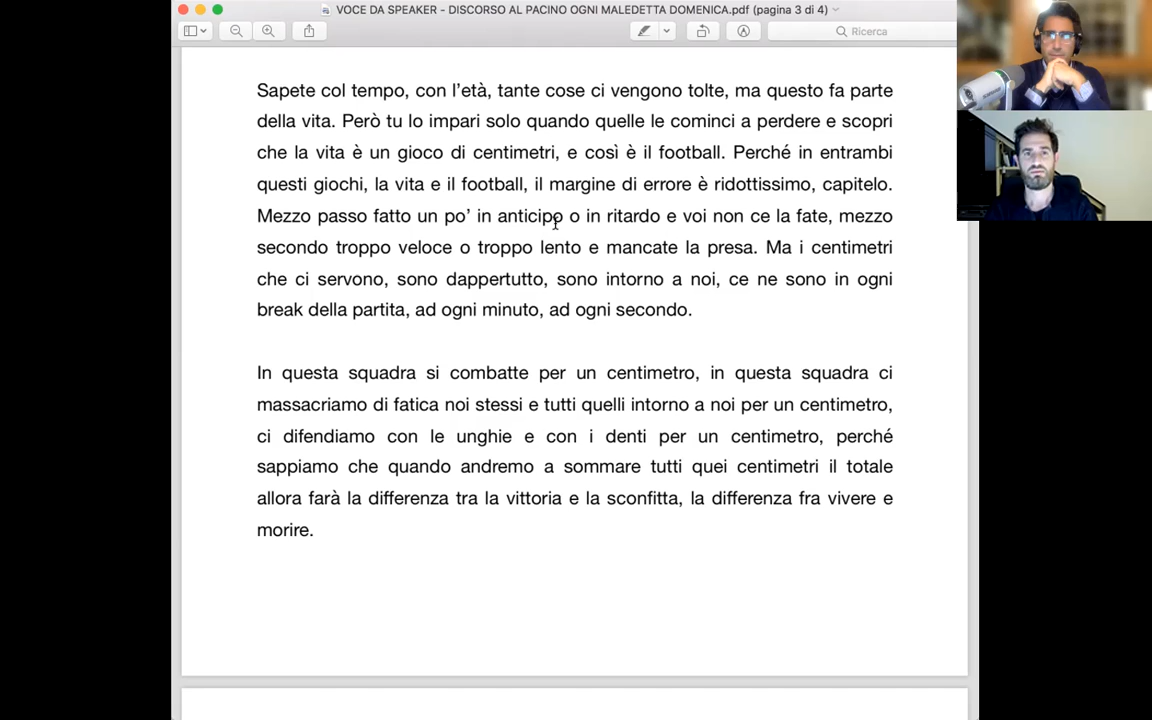 VOCE DA SPEAKER - DISCORSO AL PACINO OGNI MALEDETTA DOMENICA.pdf (pagina 3 di 4)
Ricerca
Sapete col tempo, con l’età, tante cose ci vengono tolte, ma questo fa parte
della vita. Però tu lo impari solo quando quelle le cominci a perdere e scopri
che la vita è un gioco di centimetri, e così è il football. Perché in entrambi
questi giochi, la vita e il football, il margine di errore è ridottissimo, capitelo.
Mezzo passo fatto un po’ in anticipo o in ritardo e voi non ce la fate, mezzo
secondo troppo veloce o troppo lento e mancate la presa. Ma i centimetri
che ci servono, sono dappertutto, sono intorno a noi, ce ne sono in ogni
break della partita, ad ogni minuto, ad ogni secondo.
In questa squadra si combatte per un centimetro, in questa squadra ci
massacriamo di fatica noi stessi e tutti quelli intorno a noi per un centimetro,
ci difendiamo con le unghie e con i denti per un centimetro, perché
sappiamo che quando andremo a sommare tutti quei centimetri il totale
allora farà la differenza tra la vittoria e la sconfitta, la differenza fra vivere e
morire.